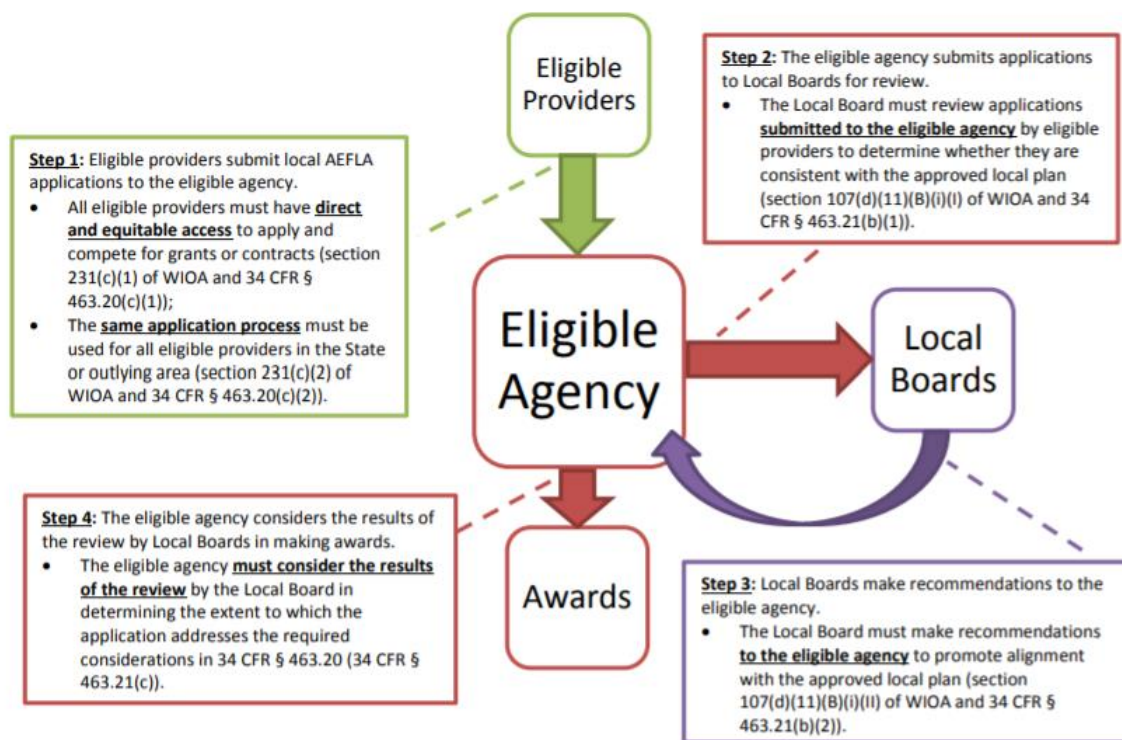 Eligible
Providers
Step 1: Eligible providers submit local AEFLA
applications to the eligible agency.
• All eligible providers must have direct
and equitable access to apply and
compete for grants or contracts (section
231(c)(1) of WIOA and 34 CFR §
463.20(c)(1));
• The same application process must be
used for all eligible providers in the State
or outlying area (section 231(c)(2) of
WIOA and 34 CFR § 463.20(c)(2)).
Step 2: The eligible agency submits applications
to Local Boards for review.
• The Local Board must review applications
submitted to the eligible agency by eligible
providers to determine whether they are
consistent with the approved local plan
(section 107(d)(11)(B)(i)(I) of WIOA and 34
CFR § 463.21(b)(1)).
Eligible
Agency
Local
Boards
Step 4: The eligible agency considers the results of
the review by Local Boards in making awards.
• The eligible agency must consider the results
of the review by the Local Board in
determining the extent to which the
application addresses the required
considerations in 34 CFR § 463.20 (34 CFR §
463.21(c)).
Awards
Step 3: Local Boards make recommendations to the
eligible agency.
• The Local Board must make recommendations
to the eligible agency to promote alignment
with the approved local plan (section
107(d)(11)(B)(i)(II) of WIOA and 34 CFR §
463.21(b)(2)).